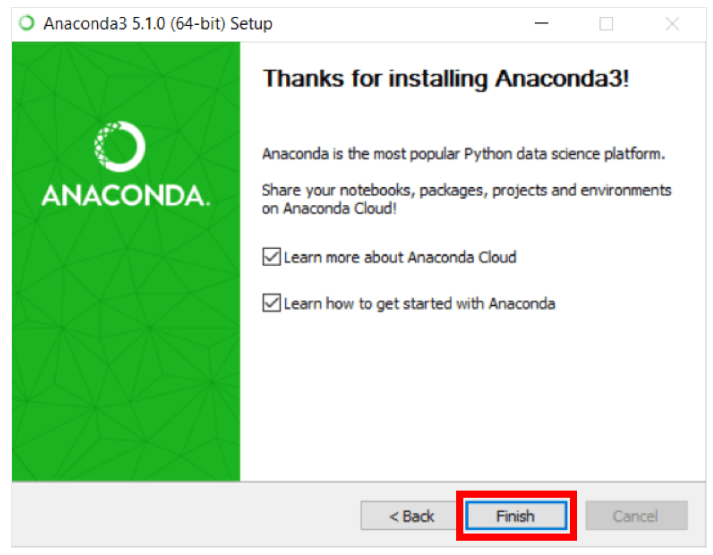 Anaconda3 5.1.0 (64-bit) Setup
Thanks for installing Anaconda3!
ANACONDA.
Anaconda is the most popular Python data science platform.
Share your notebooks, packages, projects and environments
on Anaconda Cloud!
Learn more about Anaconda Cloud
Learn how to get started with Anaconda
< Back
Finish
Cancel